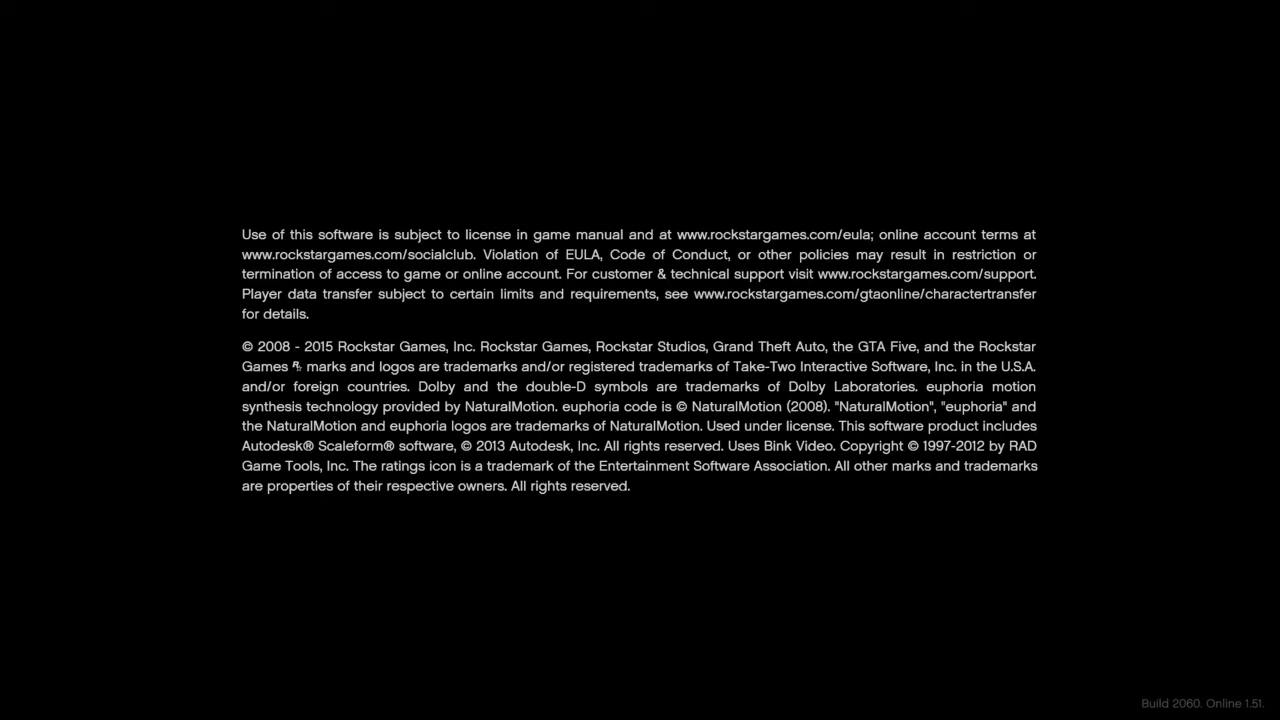 Use of this software is subject to license in game manual and at www.rockstargames.com/eula; online account terms at
www.rockstargames.com/socialclub. Violation of EULA, Code of Conduct, or other policies may result in restriction or
termination of access to game or online account. For customer & technical support visit www.rockstargames.com/support.
Player data transfer subject to certain limits and requirements, see www.rockstargames.com/gtaonline/charactertransfer
for details.
© 2008 - 2015 Rockstar Games, Inc. Rockstar Games, Rockstar Studios, Grand Theft Auto, the GTA Five, and the Rockstar
Games R* marks and logos are trademarks and/or registered trademarks of Take-Two Interactive Software, Inc. in the U.S.A.
and/or foreign countries. Dolby and the double-D symbols are trademarks of Dolby Laboratories. euphoria motion
synthesis technology provided by NaturalMotion. euphoria code is © NaturalMotion (2008). "NaturalMotion", "euphoria" and
the NaturalMotion and euphoria logos are trademarks of NaturalMotion. Used under license. This software product includes
Autodesk® Scaleform® software, © 2013 Autodesk, Inc. All rights reserved. Uses Bink Video. Copyright © 1997-2012 by RAD
Game Tools, Inc. The ratings icon is a trademark of the Entertainment Software Association. All other marks and trademarks
are properties of their respective owners. All rights reserved.
Build 2060. Online 1.51.